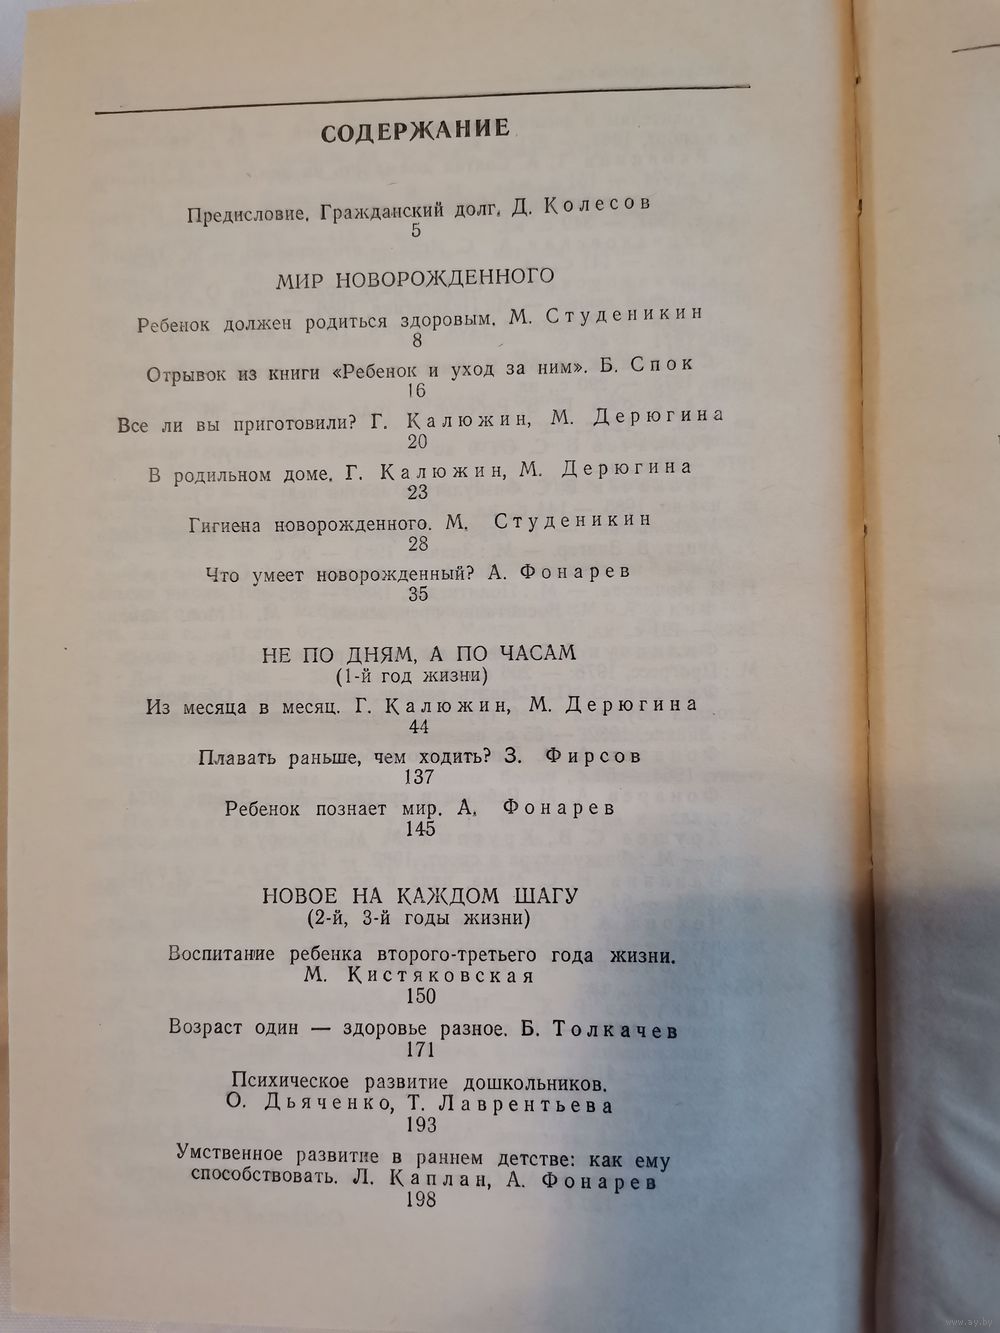 СОДЕРЖАНИЕ
Предисловие. Гражданский долг. Д. Колесов
5
МИР НОВОРОЖДЕННОГО
Ребенок должен родиться здоровым. М. Студеникин
8
Отрывок из книги «Ребенок и уход за ним». Б. Спок
16
Все ли вы приготовили? Г. Калюжин, М. Дерюгина
20
В родильном доме. Г. Калюжин, М. Дерюгина
23
Гигиена новорожденного. М. Студеникин
28
Что умеет новорожденный? А. Фонарев
35
НЕ ПО ДНЯМ, А ПО ЧАСАМ
(1-й год жизни)
Из месяца в месяц. Г. Калюжин, М. Дерюгина
44
Плавать раньше, чем ходить? З. Фирсов
137
Ребенок познает мир. А. Фонарев
145
НОВОЕ НА КАЖДОМ ШАГУ
(2-й, 3-й годы жизни)
Воспитание ребенка второго-третьего года жизни.
М. Кистяковская
150
Возраст один — здоровье разное. Б. Толкачев
171
Психическое развитие дошкольников.
О. Дьяченко, Т. Лаврентьева
193
Умственное развитие в раннем детстве: как ему
способствовать. Л. Каплан, А. Фонарев
198
www.ay.by